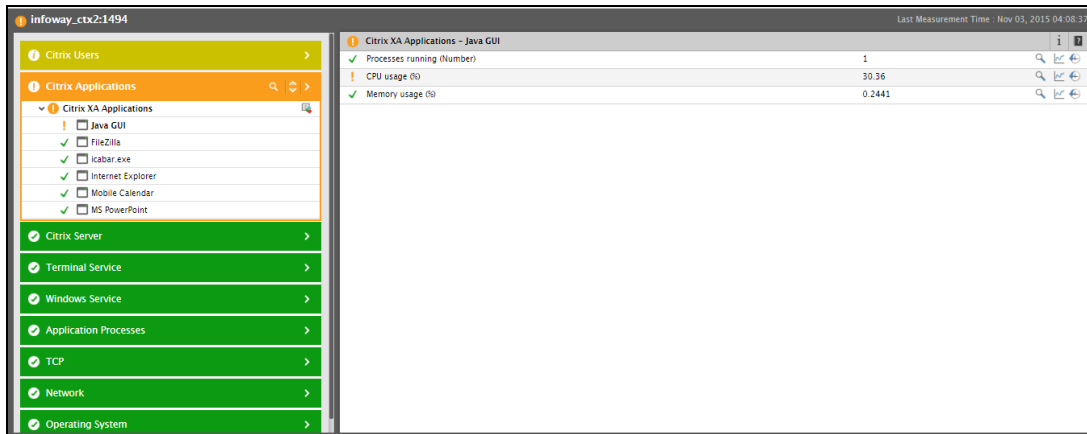 infoway_ctx2:1494
Last Measurement Time : Nov 03, 2015 04:08:37
Citrix Users
Citrix Applications
Citrix XA Applications
Java GUI
FileZilla
icabar.exe
Internet Explorer
Mobile Calendar
MS PowerPoint
Citrix Server
Terminal Service
Windows Service
Application Processes
TCP
Network
Operating System
Citrix XA Applications - Java GUI
Processes running (Number) 1
CPU usage (%) 30.36
Memory usage (%) 0.2441